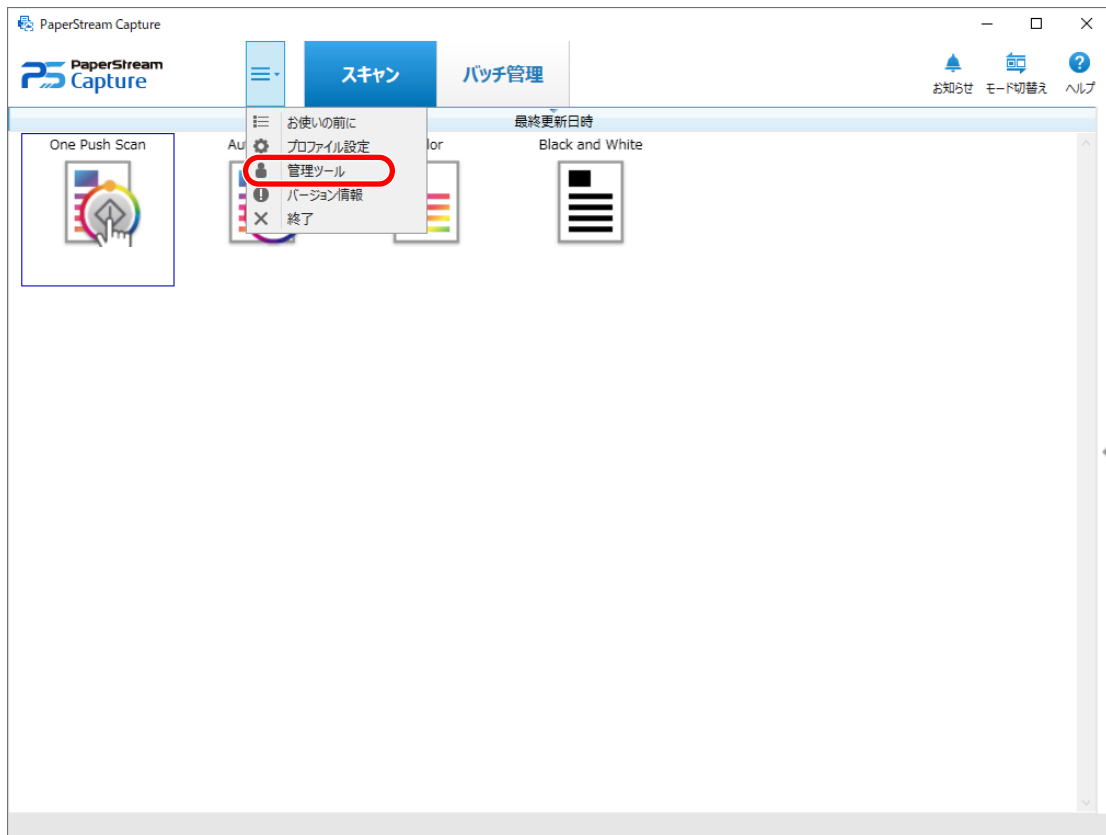 PaperStream Capture
PaperStream
Capture
スキャン
バッチ管理
お知らせ
モード切替え
ヘルプ
最終更新日時
お使いの前に
プロファイル設定
管理ツール
バージョン情報
終了
One Push Scan
Au
lor
Black and White